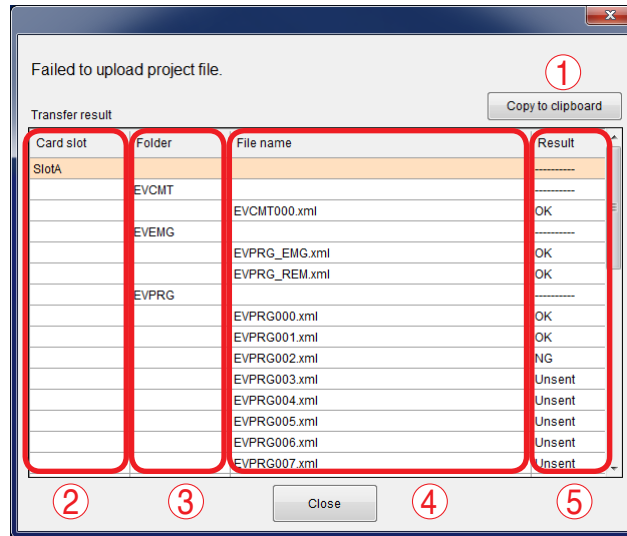 x
Failed to upload project file.
①
Copy to clipboard
Transfer result
Card slot Folder File name Result
SlotA ----------
EVCMT ----------
EVCMT000.xml OK
EVEMG ----------
EVPRG_EMG.xml OK
EVPRG_REM.xml OK
EVPRG ----------
EVPRG000.xml OK
EVPRG001.xml OK
EVPRG002.xml NG
EVPRG003.xml Unsent
EVPRG004.xml Unsent
EVPRG005.xml Unsent
EVPRG006.xml Unsent
EVPRG007.xml Unsent
② ③ Close ④ ⑤